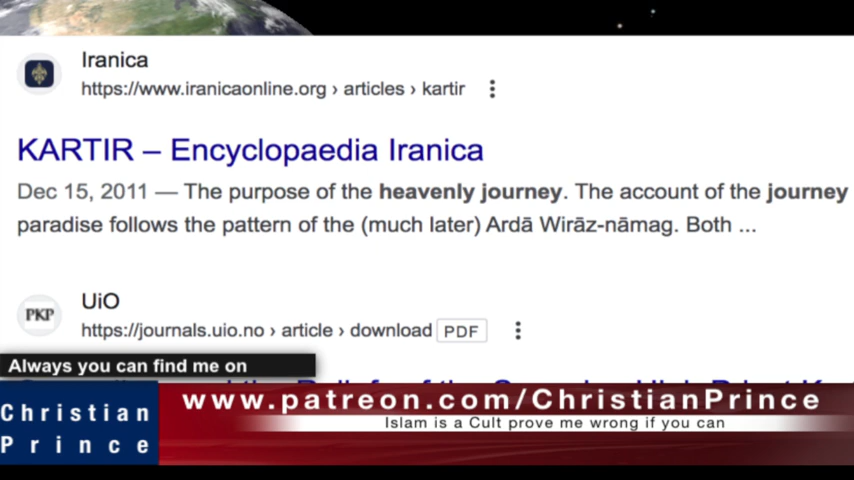 Iranica
https://www.iranicaonline.org › articles › kartir
KARTIR – Encyclopaedia Iranica
Dec 15, 2011 — The purpose of the heavenly journey. The account of the journey
paradise follows the pattern of the (much later) Ardā Wirāz-nāmag. Both ...
PKP
UiO
https://journals.uio.no › article › download PDF
Always you can find me on
Christian
Prince
www.patreon.com/ChristianPrince
Islam is a Cult prove me wrong if you can